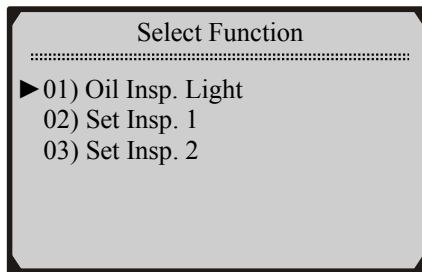 Select Function
►01) Oil Insp. Light
02) Set Insp. 1
03) Set Insp. 2